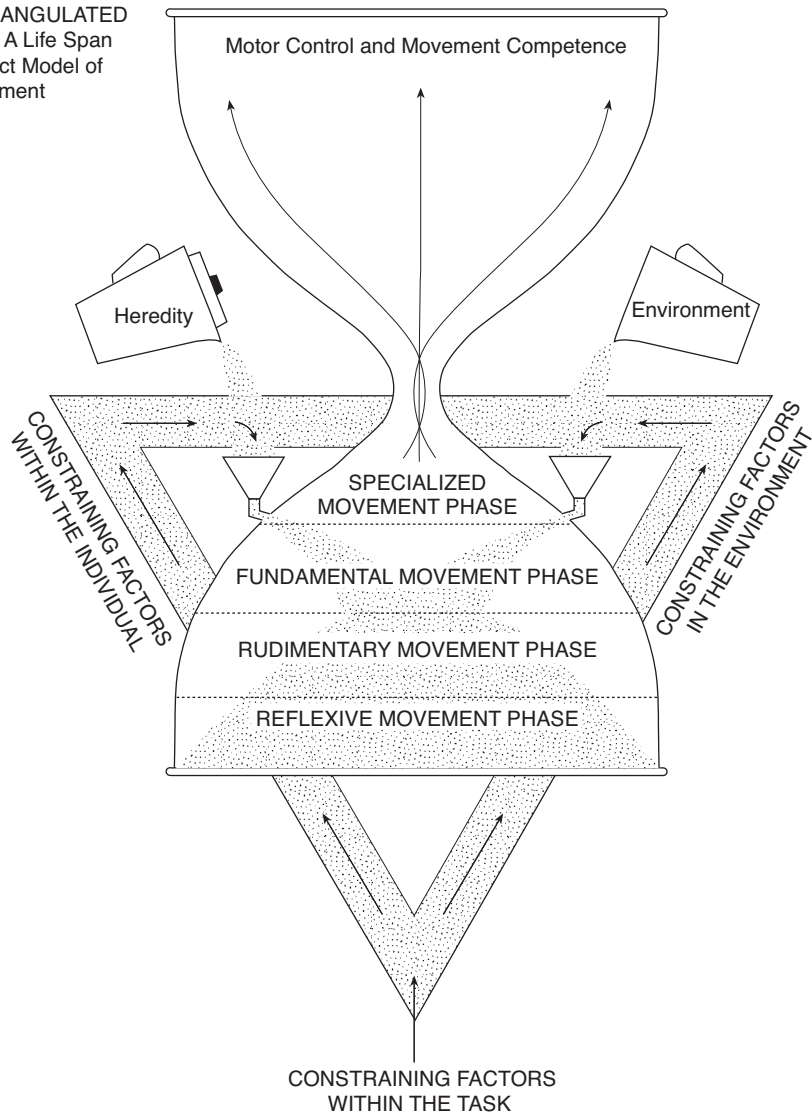 ANGULATED
A Life Span
ct Model of
ment
Motor Control and Movement Competence
Heredity
Environment
CONSTRAINING FACTORS
WITHIN THE INDIVIDUAL
CONSTRAINING FACTORS
IN THE ENVIRONMENT
SPECIALIZED
MOVEMENT PHASE
FUNDAMENTAL MOVEMENT PHASE
RUDIMENTARY MOVEMENT PHASE
REFLEXIVE MOVEMENT PHASE
CONSTRAINING FACTORS
WITHIN THE TASK